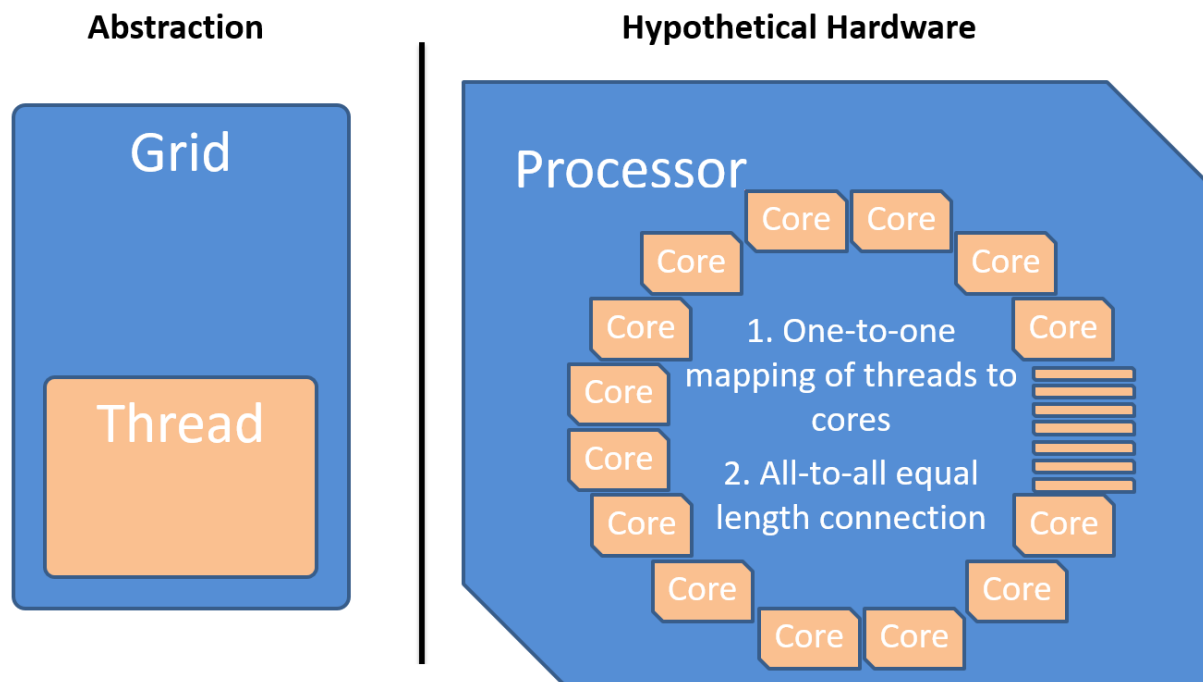 Abstraction
Hypothetical Hardware
Grid
Thread
Processor
Core
Core
Core
Core
Core
Core
Core
Core
Core
Core
Core
Core
Core
Core
1. One-to-one
mapping of threads to
cores
2. All-to-all equal
length connection